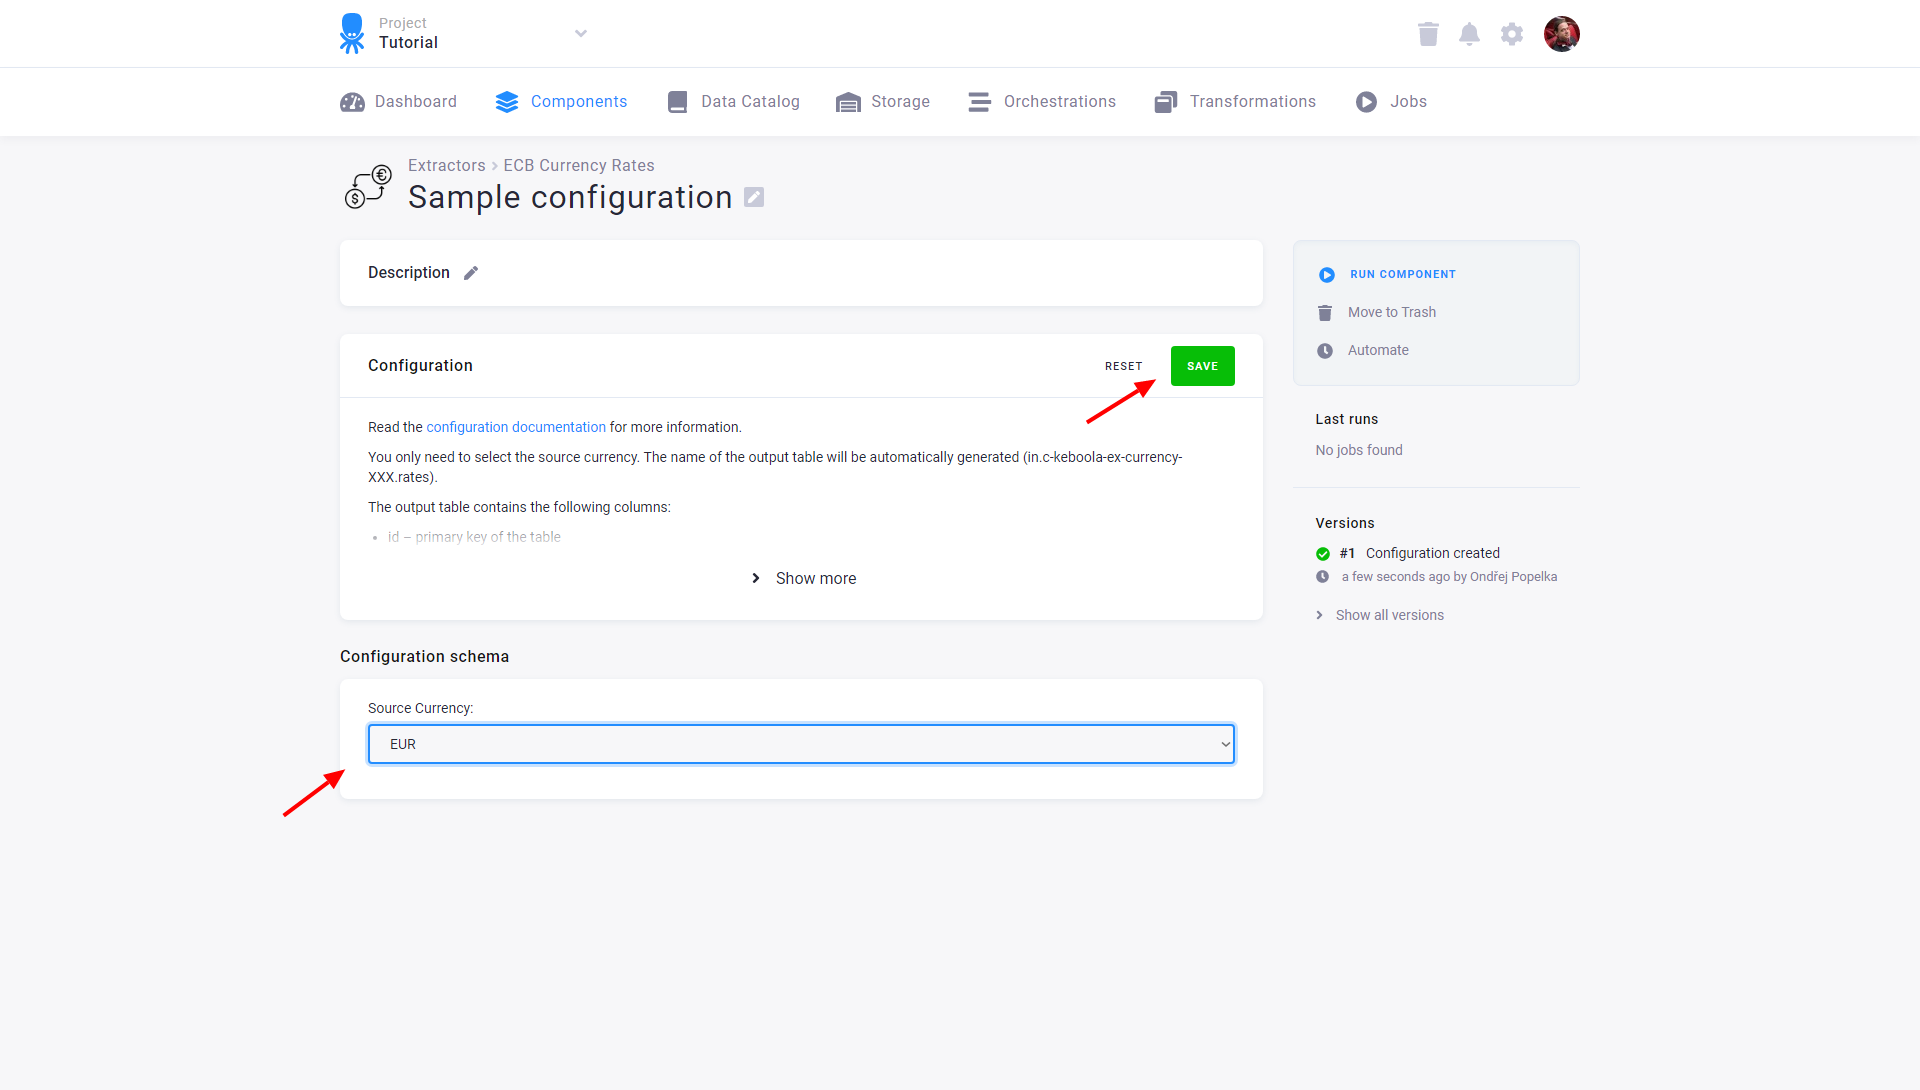 Project
Tutorial
Dashboard
Components
Data Catalog
Storage
Orchestrations
Transformations
Jobs
Extractors > ECB Currency Rates
Sample configuration
Description
Configuration
RESET
SAVE
Read the configuration documentation for more information.
You only need to select the source currency. The name of the output table will be automatically generated (in.c-keboola-ex-currency-
XXX.rates).
The output table contains the following columns:
• id – primary key of the table
Show more
Configuration schema
Source Currency:
EUR
RUN COMPONENT
Move to Trash
Automate
Last runs
No jobs found
Versions
#1 Configuration created
a few seconds ago by Ondřej Popelka
Show all versions